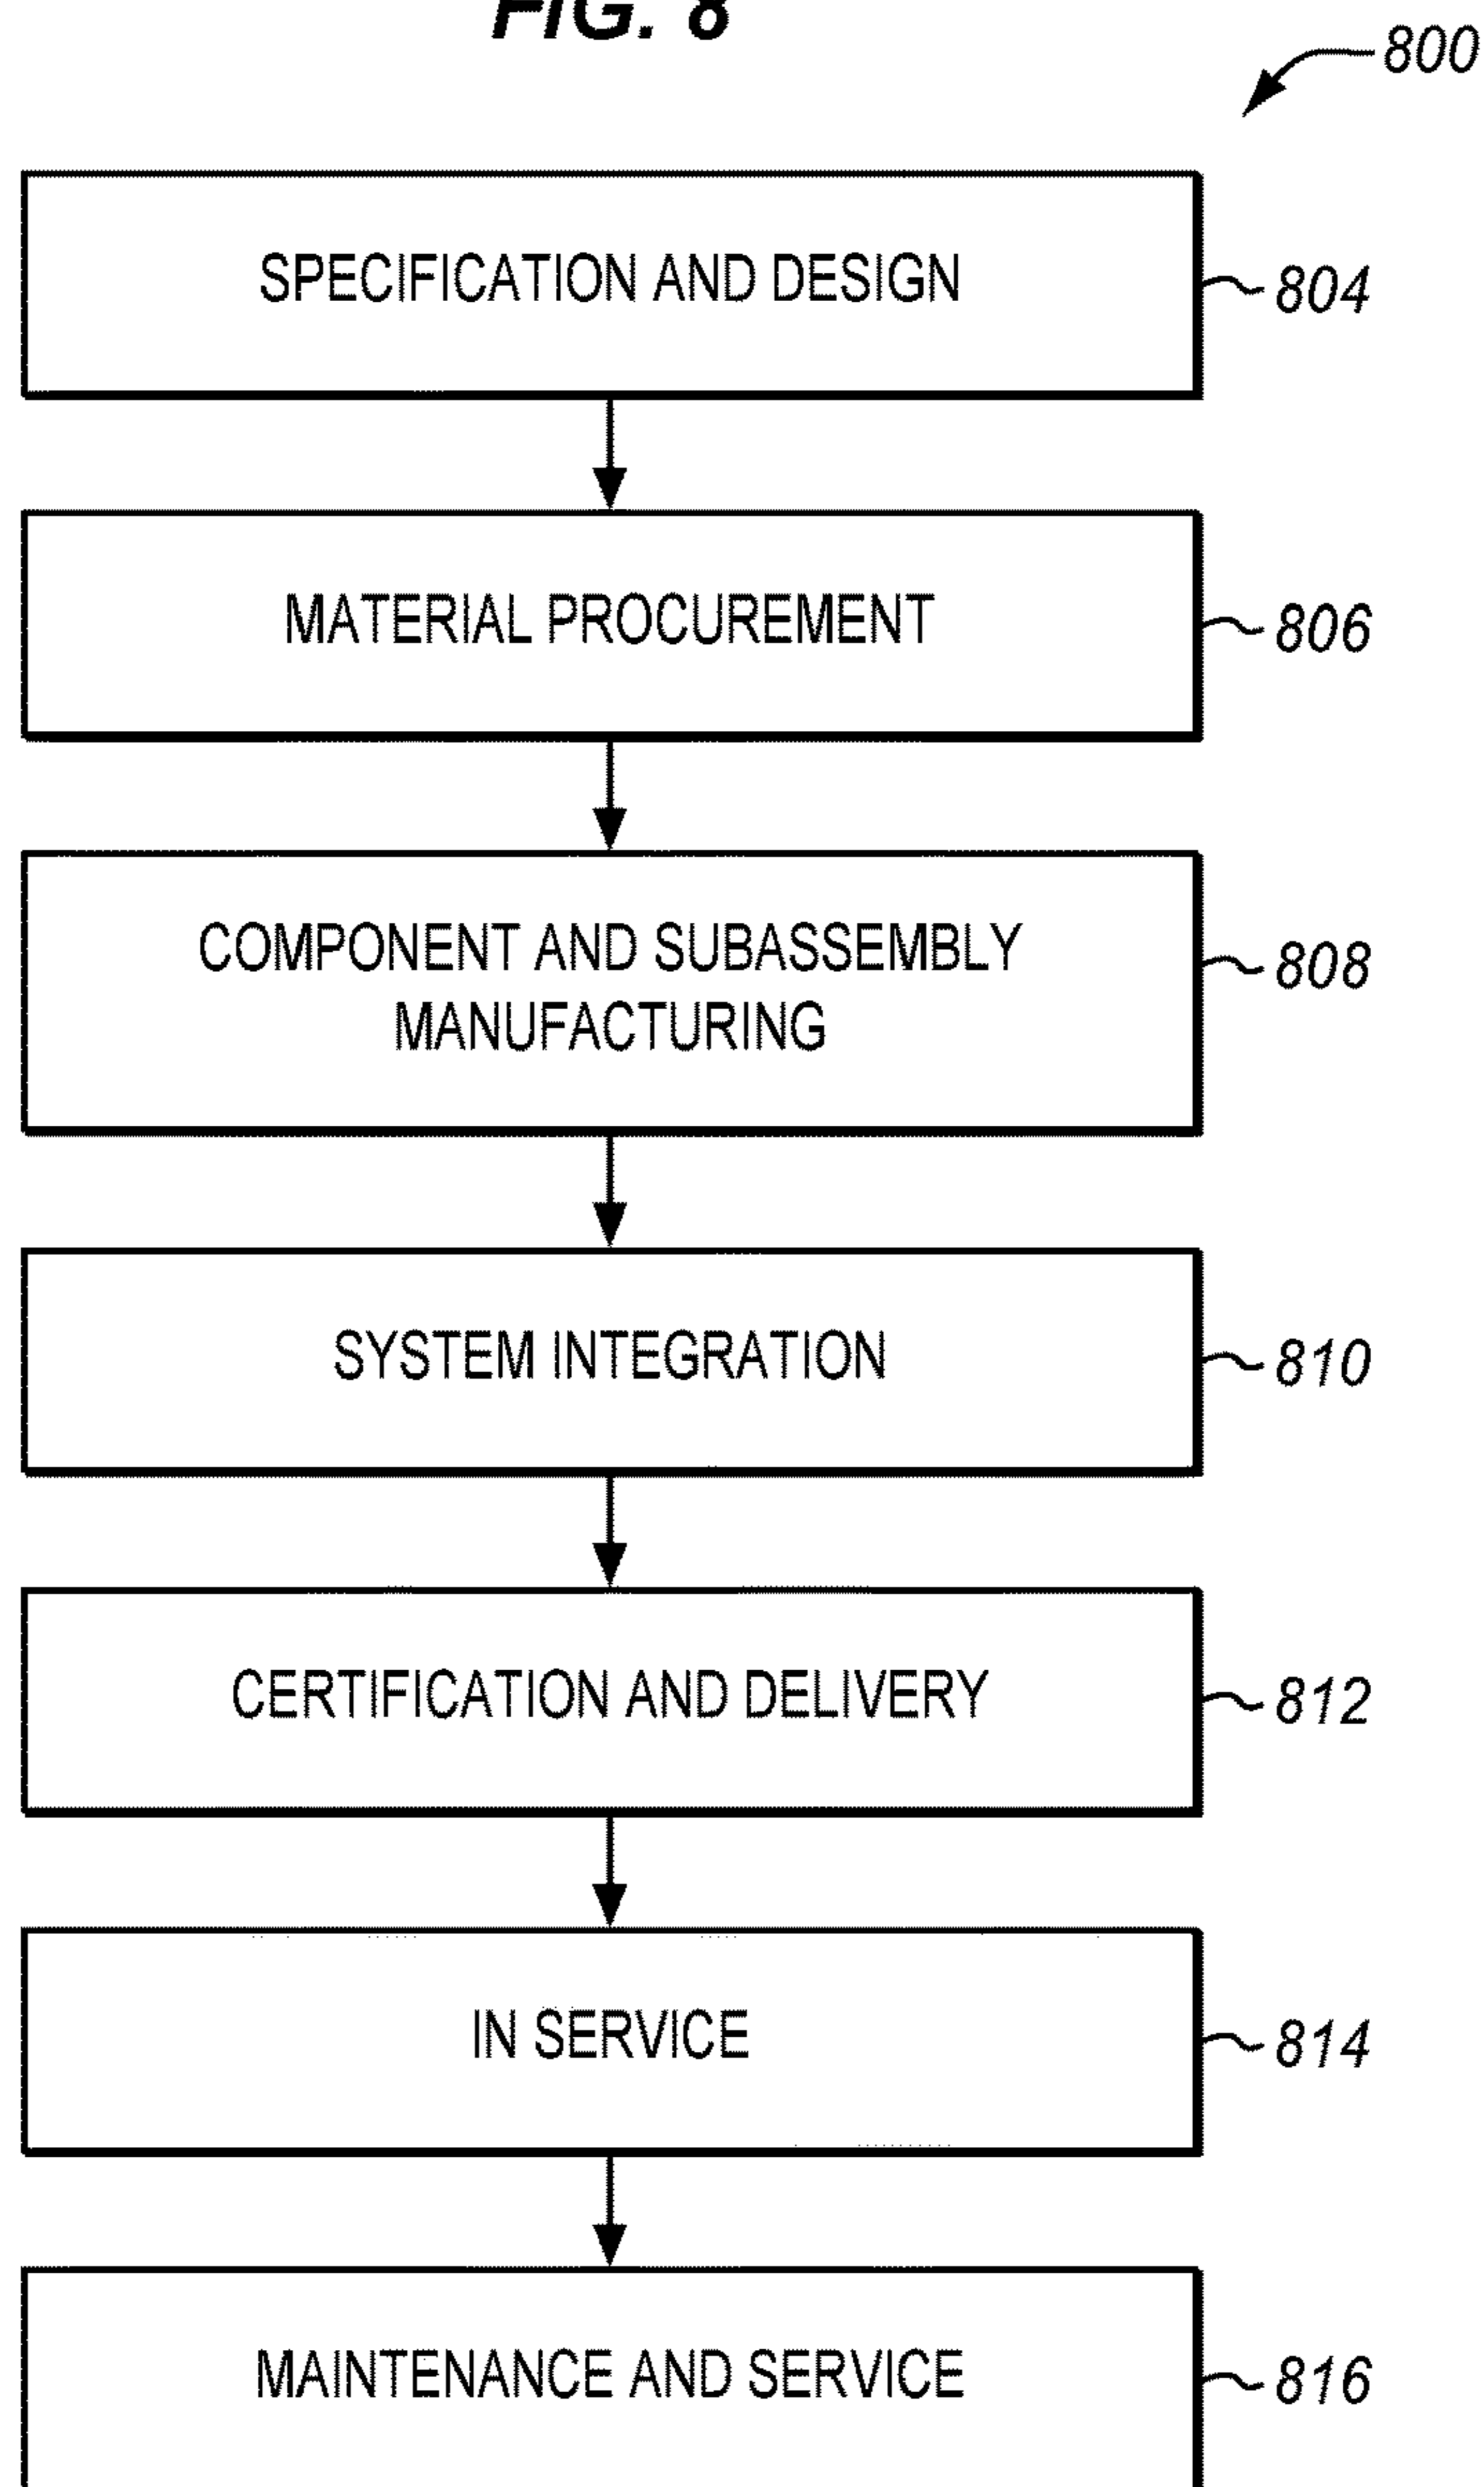 FIG. 8
800
SPECIFICATION AND DESIGN
804
MATERIAL PROCUREMENT
806
COMPONENT AND SUBASSEMBLY
MANUFACTURING
808
SYSTEM INTEGRATION
810
CERTIFICATION AND DELIVERY
812
IN SERVICE
814
MAINTENANCE AND SERVICE
816